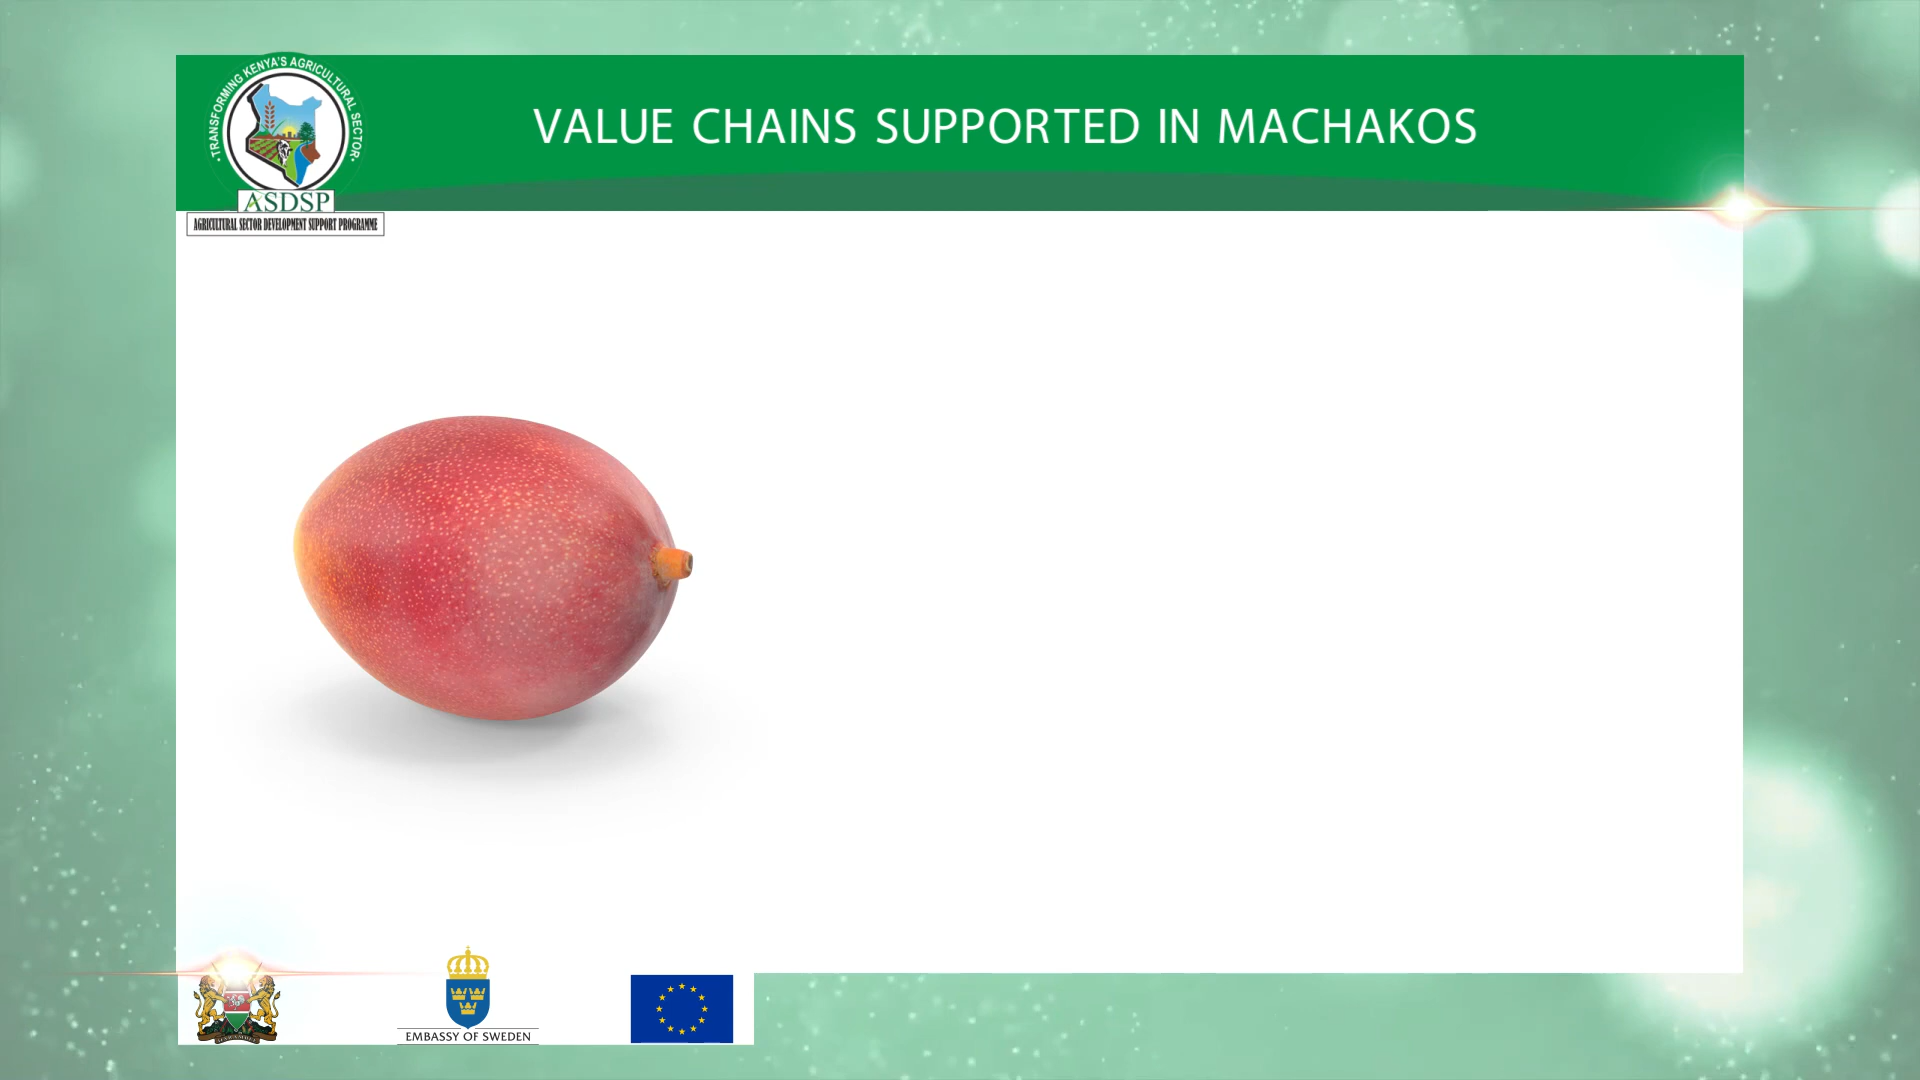 ·TRANSFORMING KENYA'S AGRICULTURAL SECTOR·
VALUE CHAINS SUPPORTED IN MACHAKOS
ASDSP
AGRICULTURAL SECTOR DEVELOPMENT SUPPORT PROGRAMME
EMBASSY OF SWEDEN